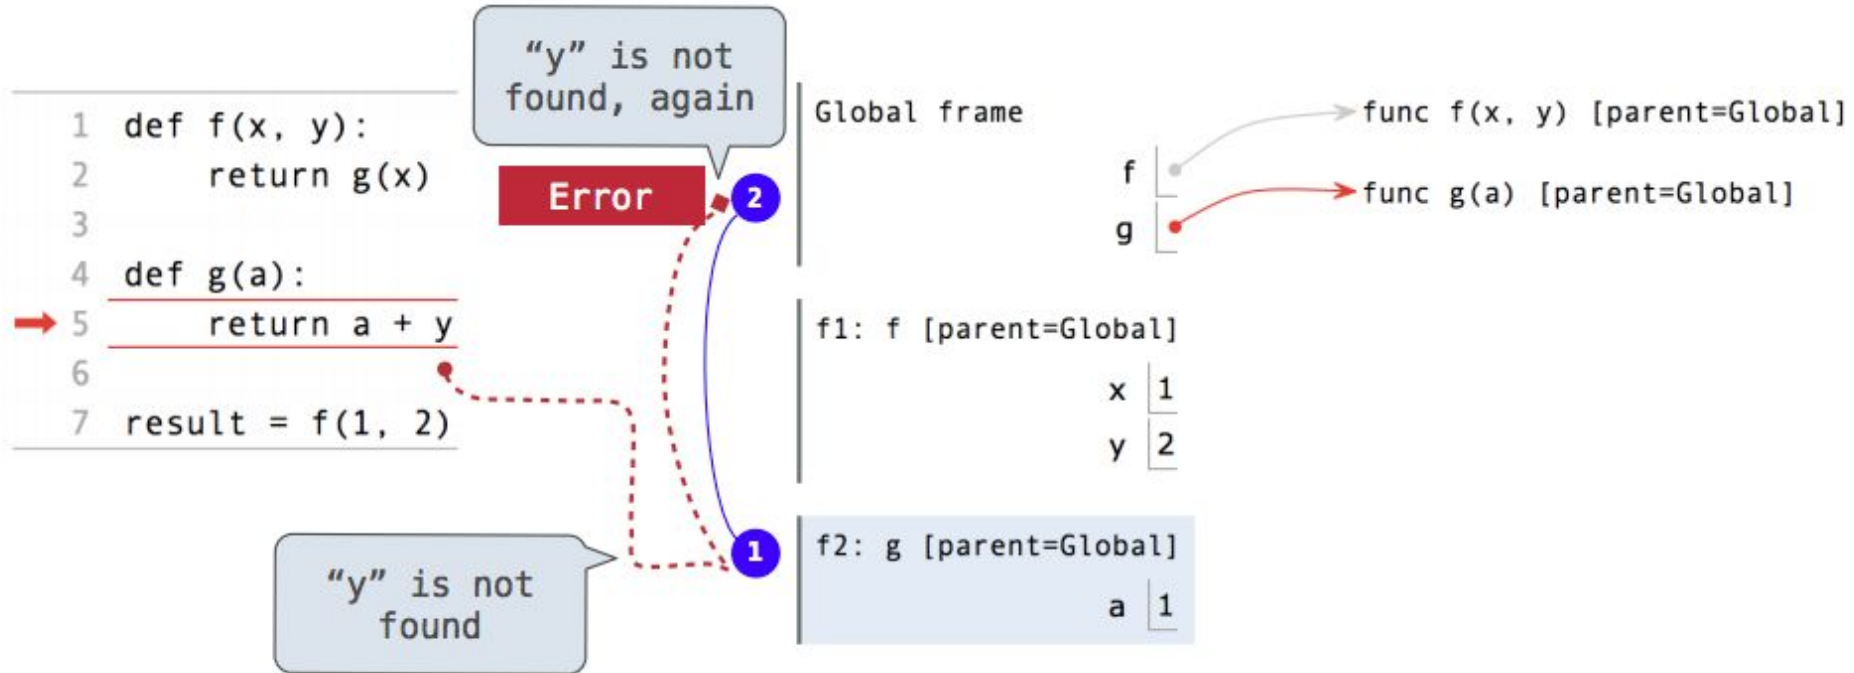 “y” is not
found, again
1 def f(x, y):
2     return g(x)
3
4 def g(a):
5     return a + y
6
7 result = f(1, 2)
Error
2
1
“y” is not
found
Global frame
f
g
func f(x, y) [parent=Global]
func g(a) [parent=Global]
f1: f [parent=Global]
x 1
y 2
f2: g [parent=Global]
a 1